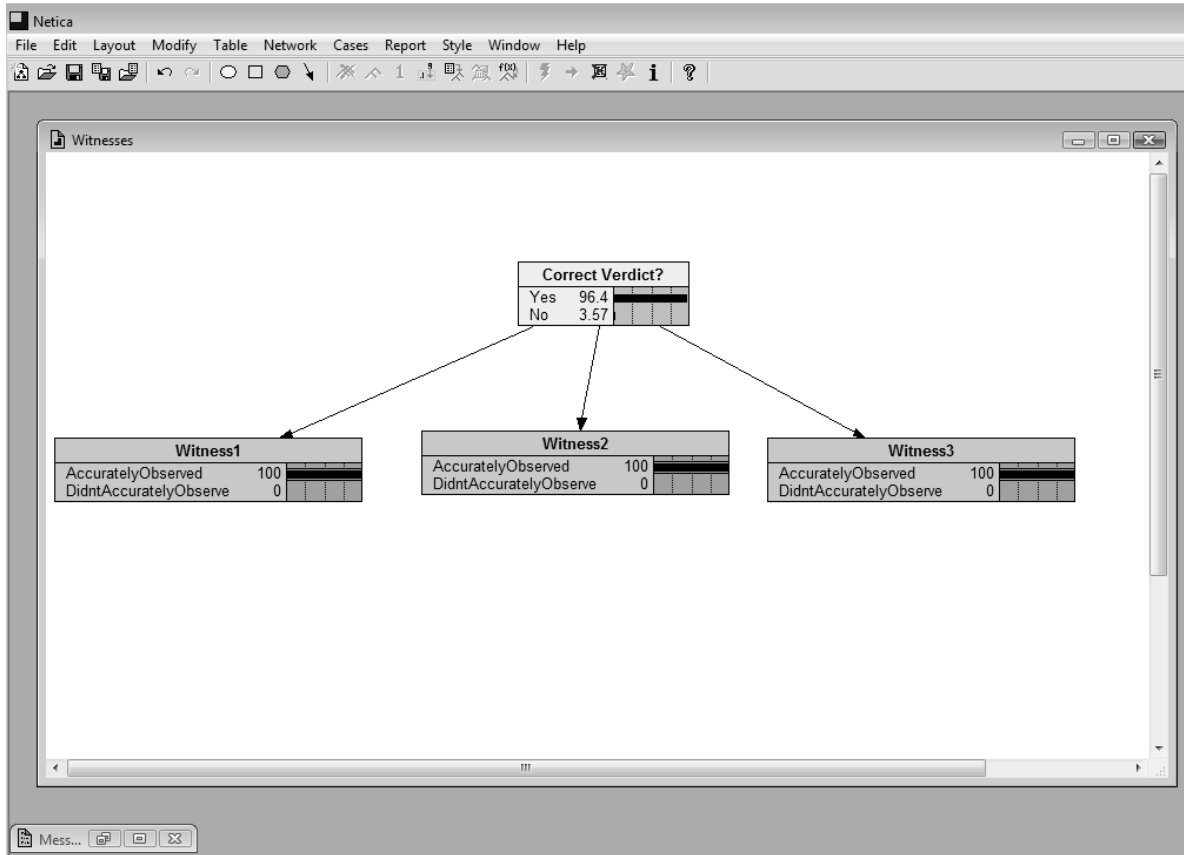 Netica
File Edit Layout Modify Table Network Cases Report Style Window Help
1 f(x) i ?
Witnesses
Correct Verdict?
Yes 96.4
No 3.57
Witness1
AccuratelyObserved 100
DidntAccuratelyObserve 0
Witness2
AccuratelyObserved 100
DidntAccuratelyObserve 0
Witness3
AccuratelyObserved 100
DidntAccuratelyObserve 0
Mess...